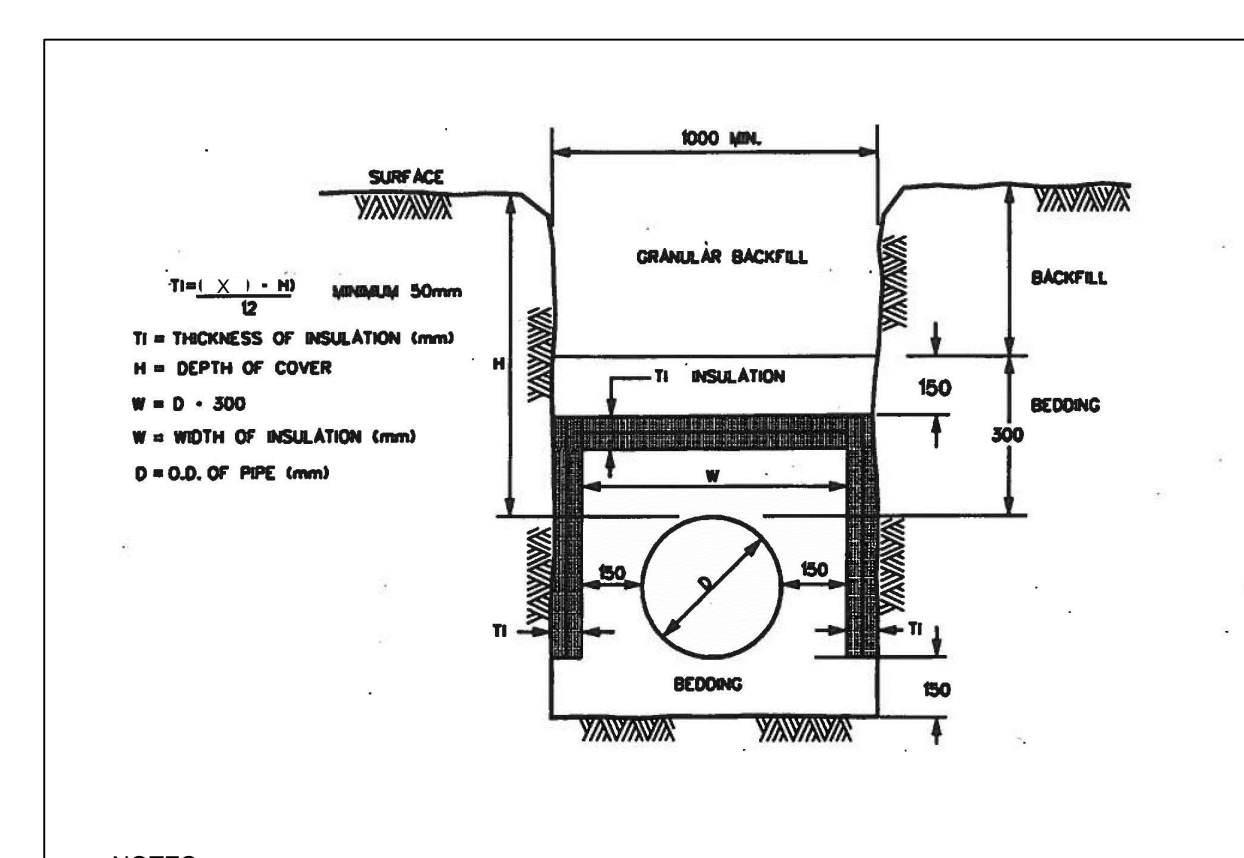 1000 MIN.
SURFACE
GRANULAR BACKFILL
BACKFILL
TI=( X ) - H)
12
MINIMUM 50mm
TI = THICKNESS OF INSULATION (mm)
H = DEPTH OF COVER
W = D • 300
W = WIDTH OF INSULATION (mm)
D = O.D. OF PIPE (mm)
H
TI INSULATION
150
BEDDING
300
W
150
D
150
TI
TI
BEDDING
150